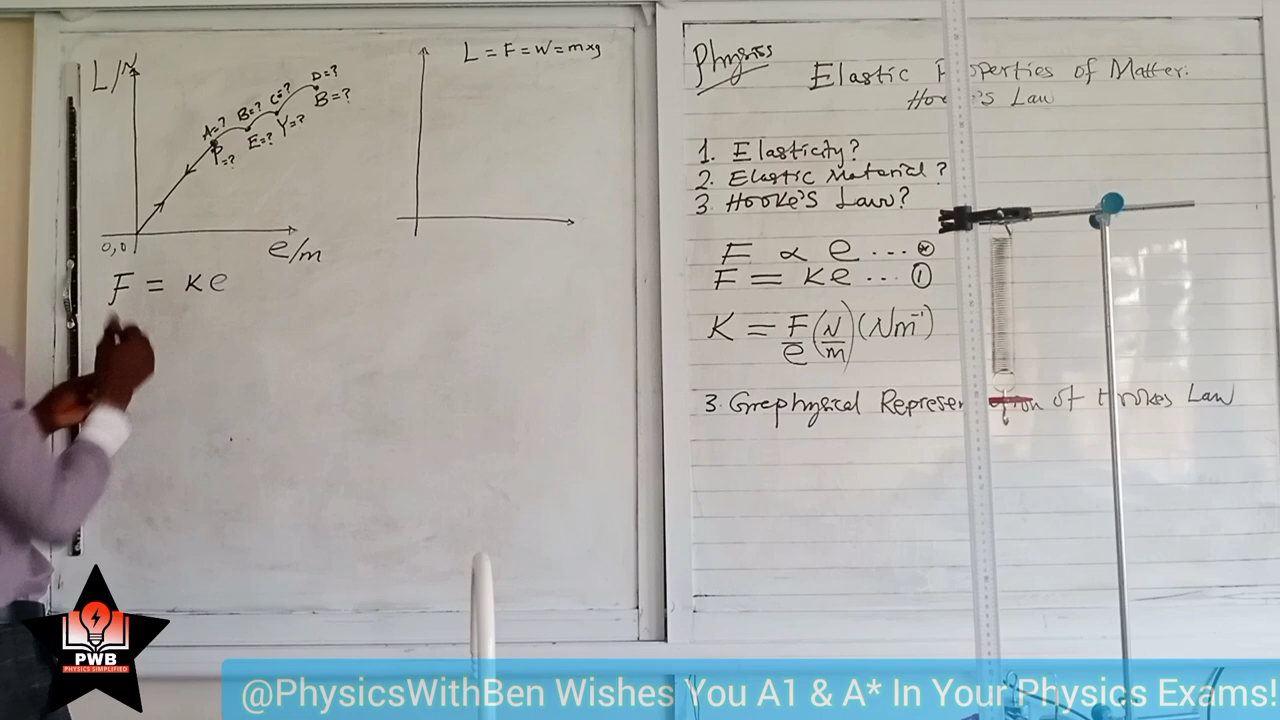 L/N
A=? B=? C=? D=?
P=? E=? Y=? B=?
0,0
e/m
F = Ke
L = F = W = mxg
Physics
Elastic Properties of Matter:
Hooke's Law
1. Elasticity?
2. Elastic Material?
3. Hooke's Law?
F ∝ e ...
F = Ke ... ①
K = F/e (N/m) (Nm⁻¹)
3. Graphysical Representation of Hookes Law
PWB
PHYSICS SIMPLIFIED
@PhysicsWithBen Wishes You A1 & A* In Your Physics Exams!